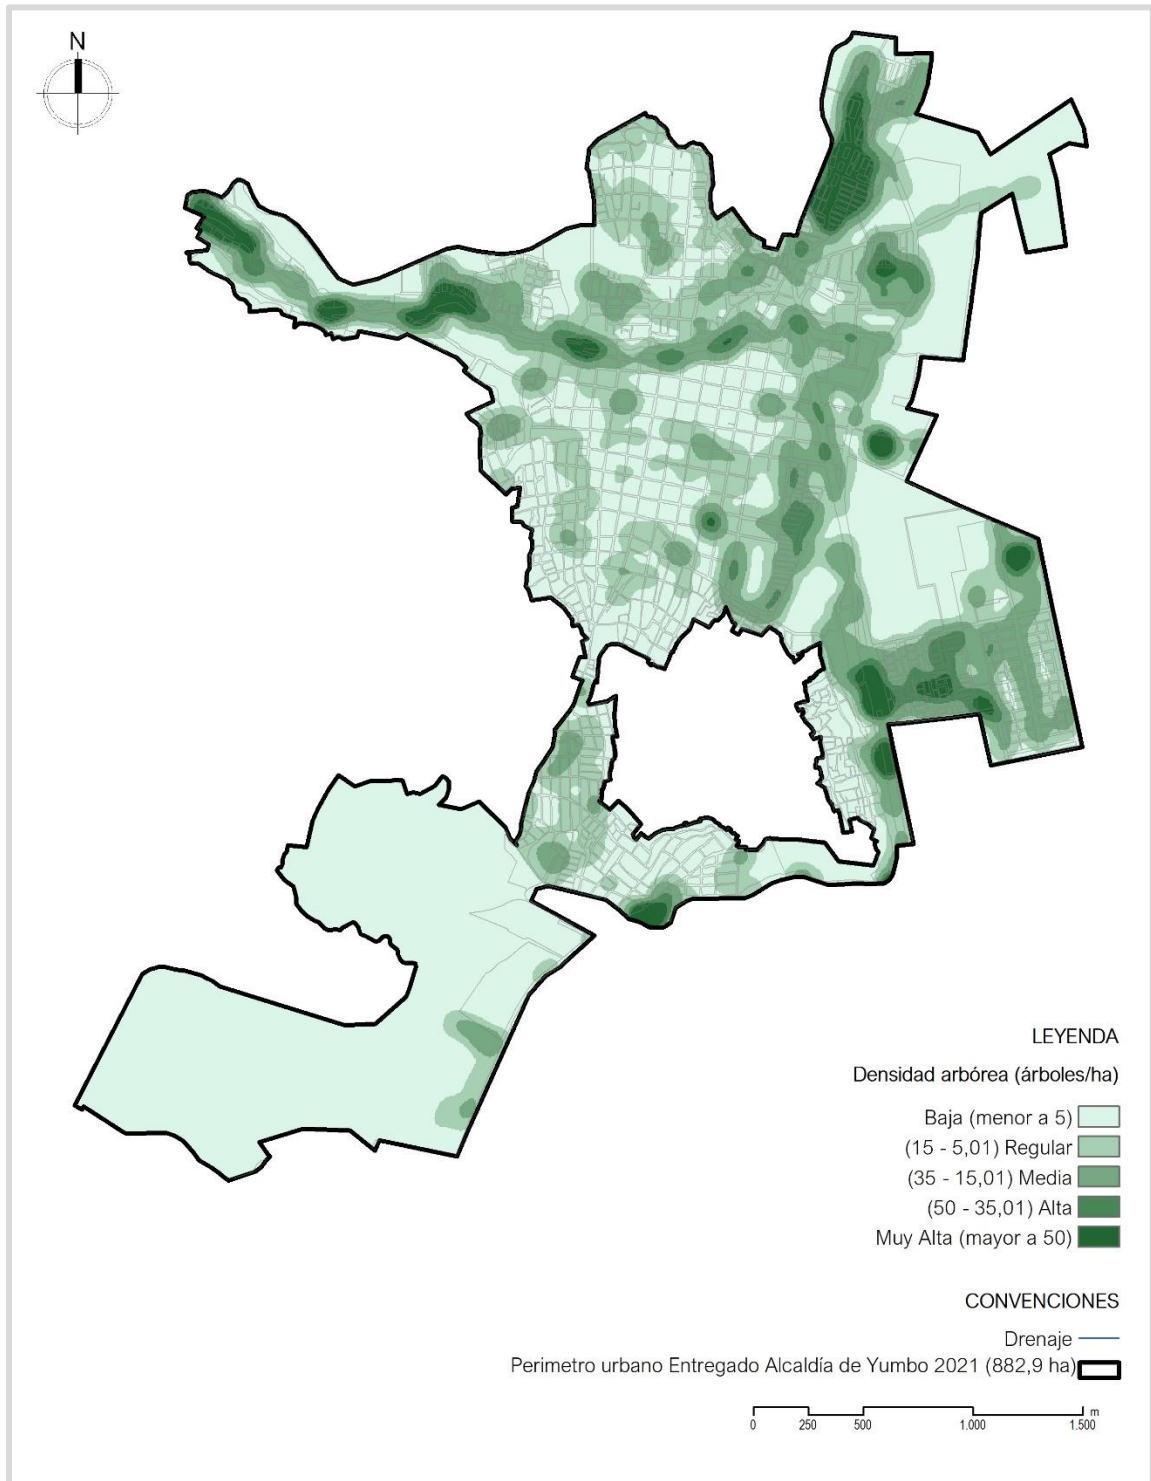 N
LEYENDA
Densidad arbórea (árboles/ha)
Baja (menor a 5)
(15 - 5,01) Regular
(35 - 15,01) Media
(50 - 35,01) Alta
Muy Alta (mayor a 50)
CONVENCIONES
Drenaje
Perimetro urbano Entregado Alcaldía de Yumbo 2021 (882,9 ha)
m
0 250 500 1.000 1.500